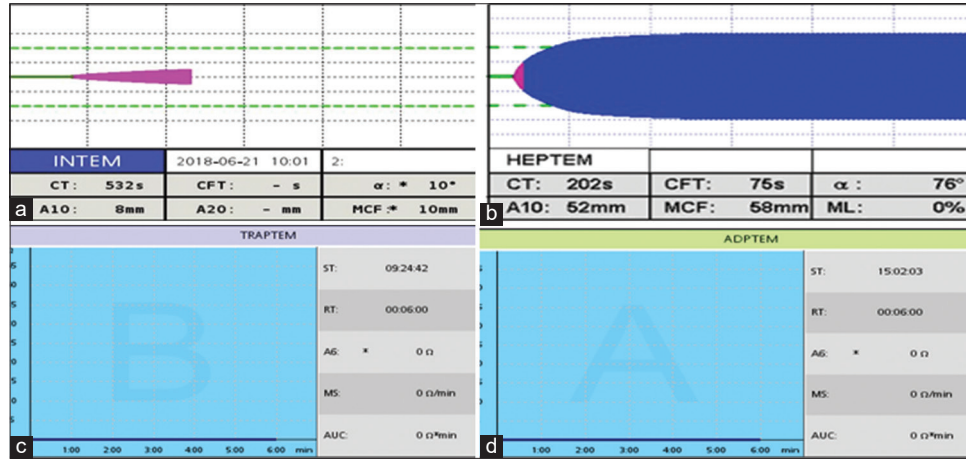 INTEM 2018-06-21 10:01 2:
CT: 532s CFT: - s α: * 10°
A10: 8mm A20: - mm MCF:* 10mm
a
HEPTEM
CT: 202s CFT: 75s α : 76°
A10: 52mm MCF: 58mm ML: 0%
b
TRAPTEM
B
ST: 09:24:42
RT: 00:06:00
A6: * 0 Ω
MS: 0 Ω/min
AUC: 0 Ω*min
1:00 2:00 3:00 4:00 5:00 6:00 min
c
ADPTEM
A
ST: 15:02:03
RT: 00:06:00
A6: * 0 Ω
MS: 0 Ω/min
AUC: 0 Ω*min
1:00 2:00 3:00 4:00 5:00 6:00 min
d